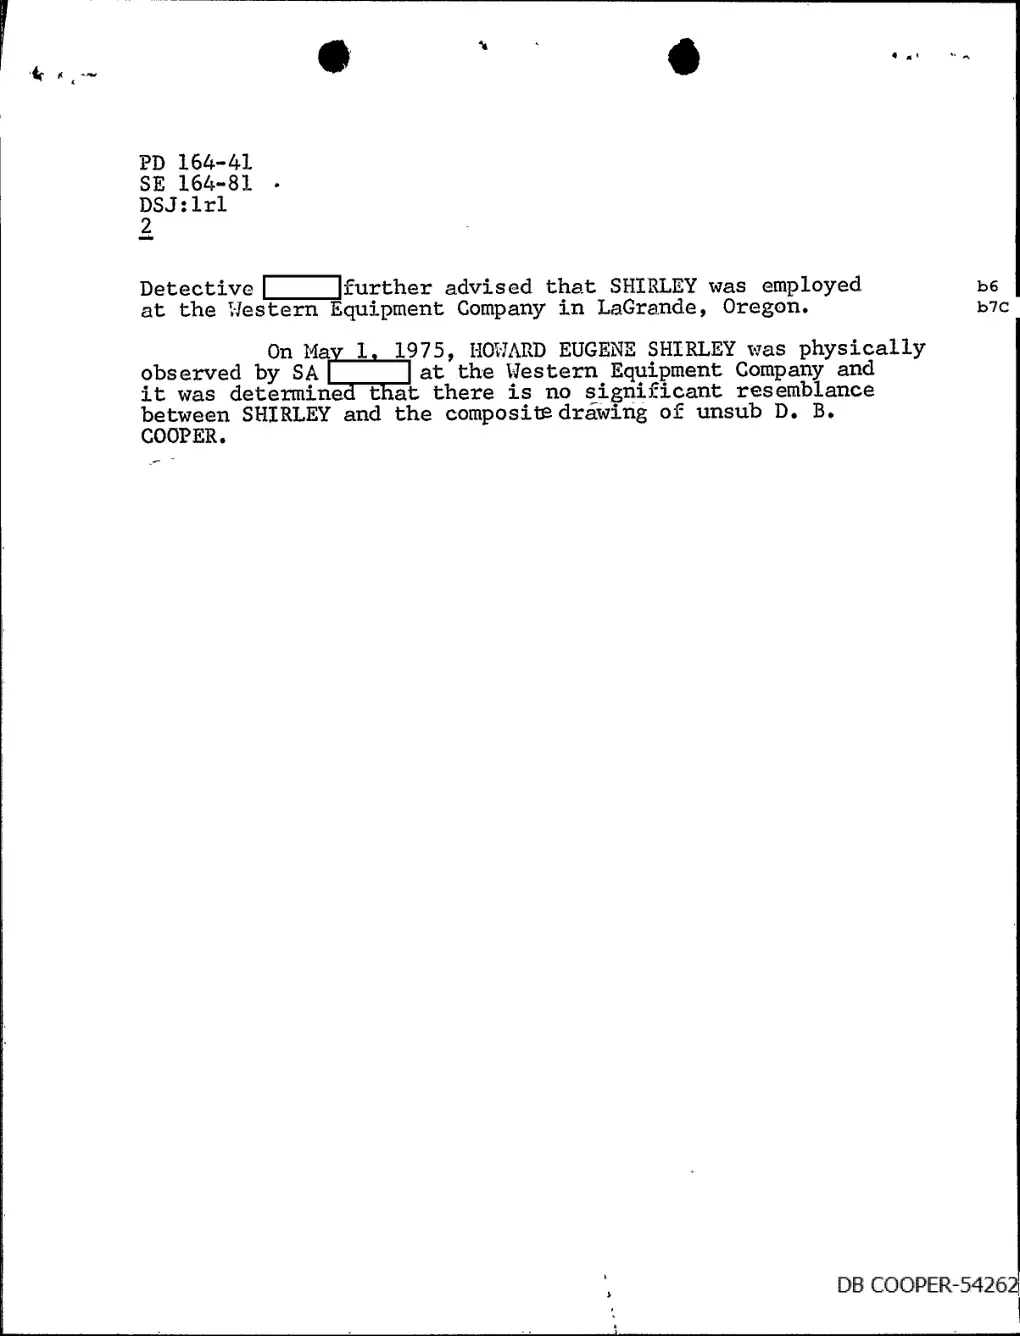 PD 164-41
SE 164-81
DSJ:lrl
2
Detective further advised that SHIRLEY was employed b6
at the Western Equipment Company in LaGrande, Oregon. b7C
On May 1, 1975, HOWARD EUGENE SHIRLEY was physically
observed by SA at the Western Equipment Company and
it was determined that there is no significant resemblance
between SHIRLEY and the composite drawing of unsub D. B.
COOPER.
DB COOPER-54262